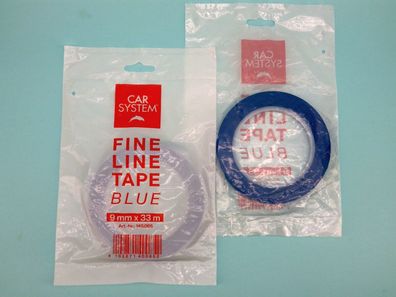 CAR
SYSTEM
FINE
LINE
TAPE
BLUE
9 mm x 33 m
CAR
SYSTEM
LINE
TAPE
BLUE